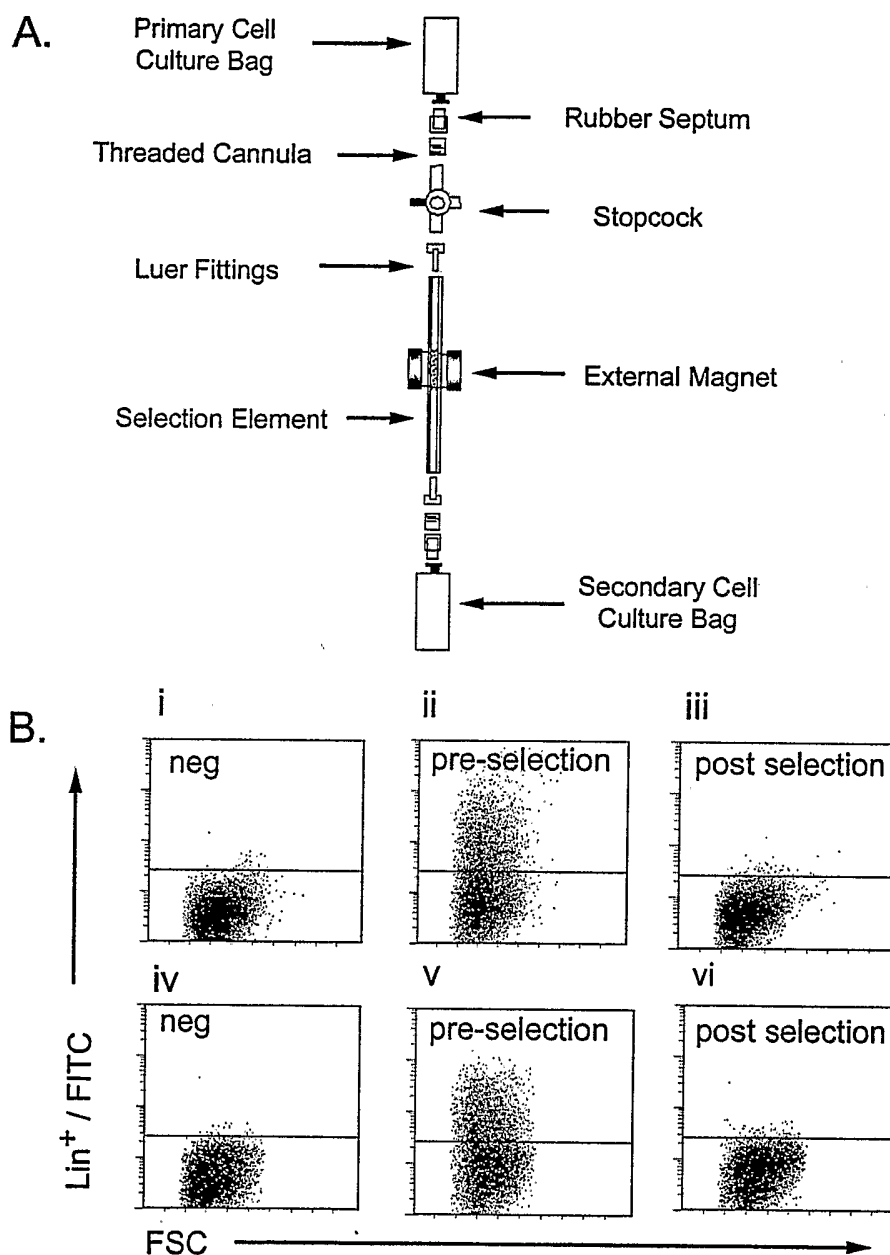 A.
Primary Cell
Culture Bag
Rubber Septum
Threaded Cannula
Stopcock
Luer Fittings
External Magnet
Selection Element
Secondary Cell
Culture Bag
B.
i
ii
iii
neg
pre-selection
post selection
iv
v
vi
neg
pre-selection
post selection
Lin+ / FITC
FSC